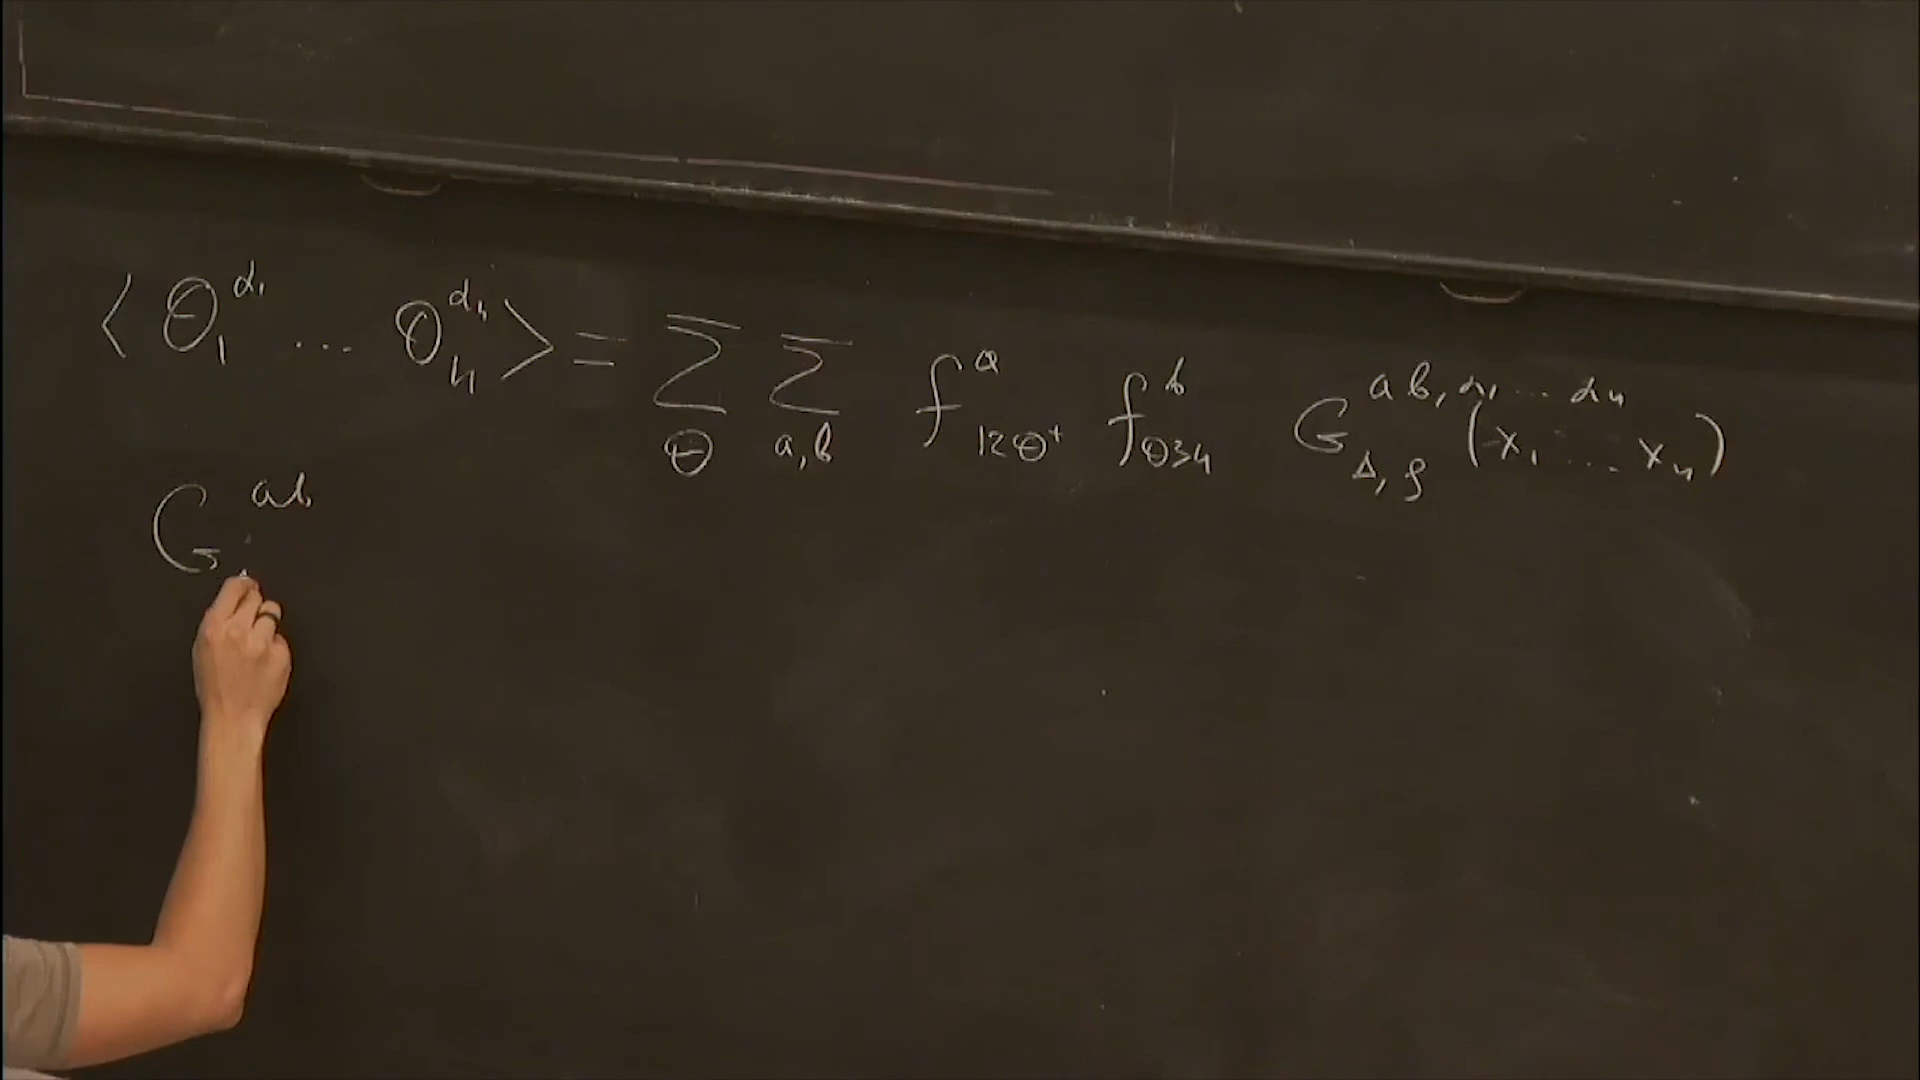 ⟨ O₁^{α₁} ... O₄^{α₄} ⟩ = Σ_O Σ_{a,b} f^a_{12O†} f^b_{O34} G^{ab,α₁...α₄}_{Δ,ρ} (x₁ ... x₄)
G^{ab}